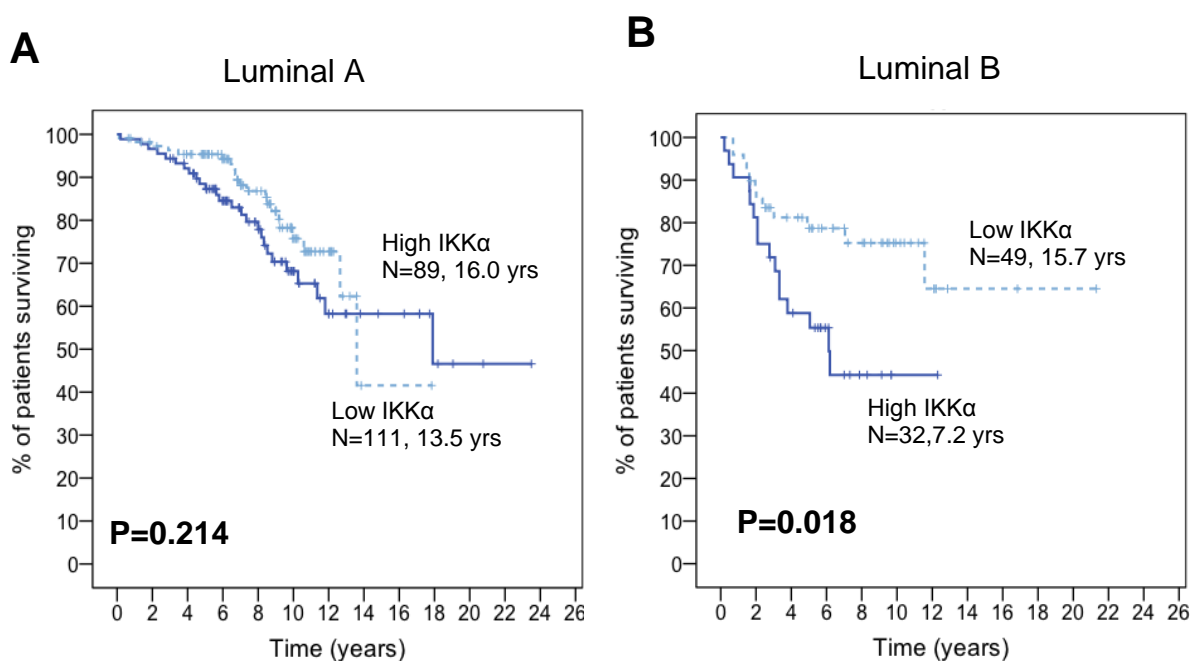 A
Luminal A
% of patients surviving
100
90
80
70
60
50
40
30
20
10
0
High IKKα
N=89, 16.0 yrs
Low IKKα
N=111, 13.5 yrs
P=0.214
0 2 4 6 8 10 12 14 16 18 20 22 24 26
Time (years)
B
Luminal B
% of patients surviving
100
90
80
70
60
50
40
30
20
10
0
Low IKKα
N=49, 15.7 yrs
High IKKα
N=32,7.2 yrs
P=0.018
0 2 4 6 8 10 12 14 16 18 20 22 24 26
Time (years)